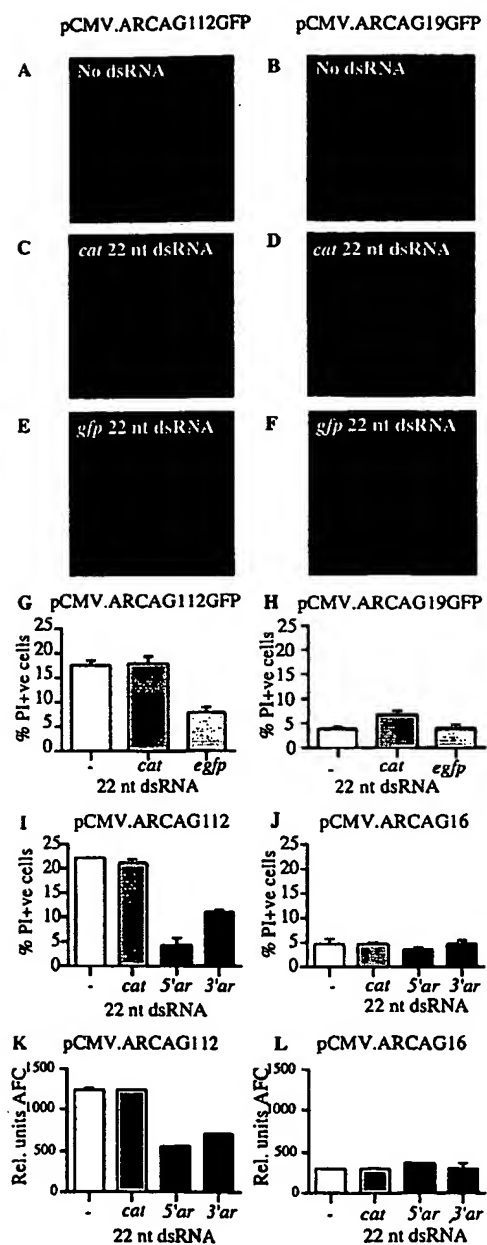 pCMV.ARCAG112GFP pCMV.ARCAG19GFP
A No dsRNA B No dsRNA
C cat 22 nt dsRNA D cat 22 nt dsRNA
E gfp 22 nt dsRNA F gfp 22 nt dsRNA
G pCMV.ARCAG112GFP H pCMV.ARCAG19GFP
% PI+ve cells 25 20 15 10 5 0
- cat egfp
22 nt dsRNA
% PI+ve cells 25 20 15 10 5 0
- cat egfp
22 nt dsRNA
I pCMV.ARCAG112 J pCMV.ARCAG16
% PI+ve cells 25 20 15 10 5 0
- cat 5'ar 3'ar
22 nt dsRNA
% PI+ve cells 25 20 15 10 5 0
- cat 5'ar 3'ar
22 nt dsRNA
K pCMV.ARCAG112 L pCMV.ARCAG16
Rel. units AFC 1500 1000 500 0
- cat 5'ar 3'ar
22 nt dsRNA
Rel. units AFC 1500 1000 500 0
- cat 5'ar 3'ar
22 nt dsRNA